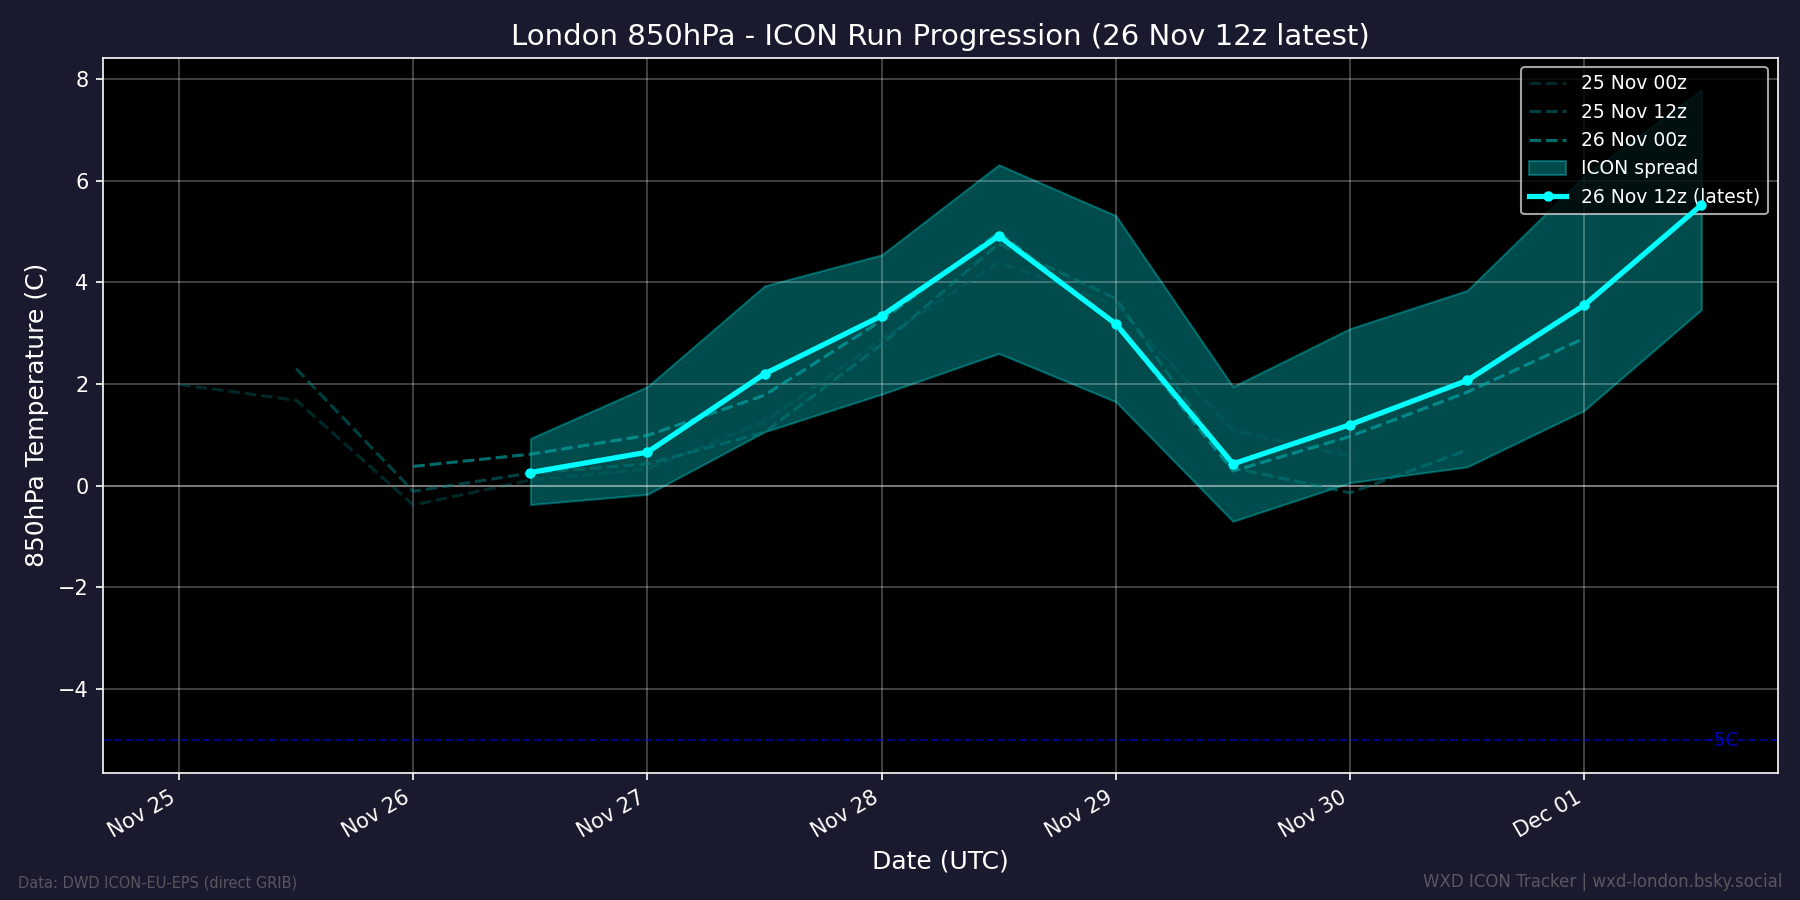 London 850hPa - ICON Run Progression (26 Nov 12z latest)
25 Nov 00z
25 Nov 12z
26 Nov 00z
ICON spread
26 Nov 12z (latest)
850hPa Temperature (C)
8
6
4
2
0
−2
−4
-5C
Nov 25
Nov 26
Nov 27
Nov 28
Nov 29
Nov 30
Dec 01
Date (UTC)
Data: DWD ICON-EU-EPS (direct GRIB)
WXD ICON Tracker | wxd-london.bsky.social